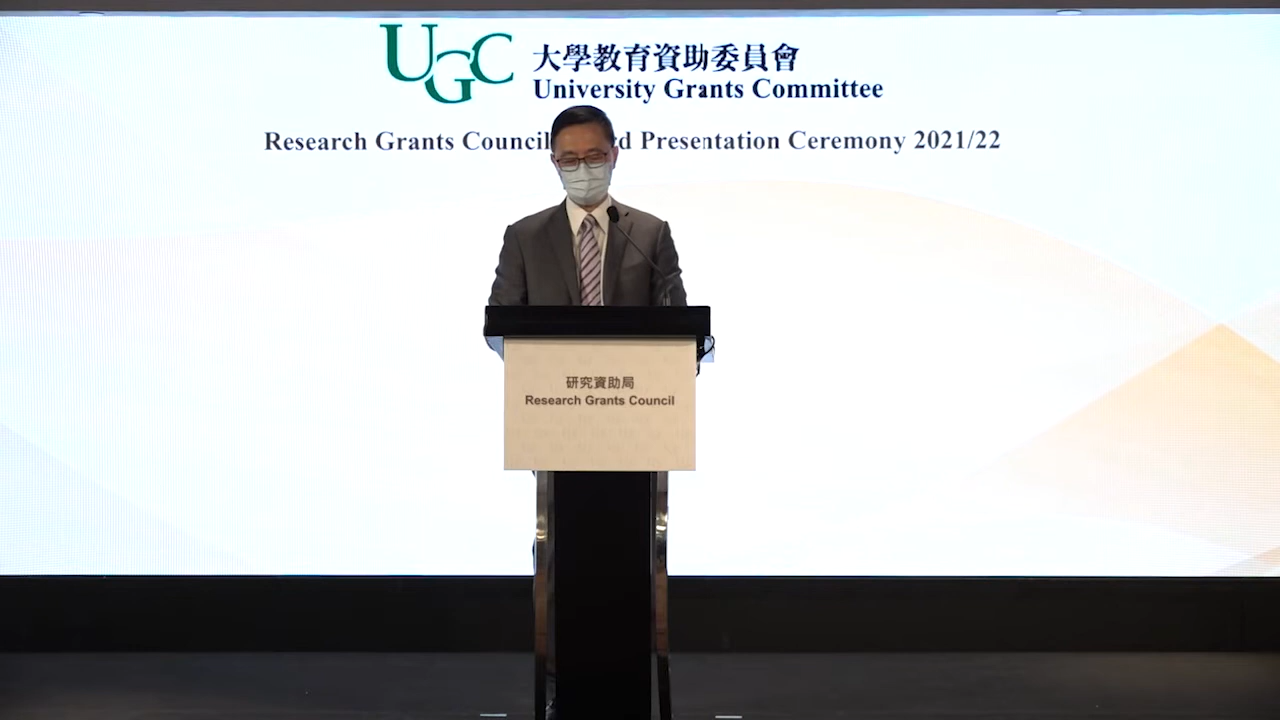 UGC
大學教育資助委員會
University Grants Committee
Research Grants Council Presentation Ceremony 2021/22
研究資助局
Research Grants Council